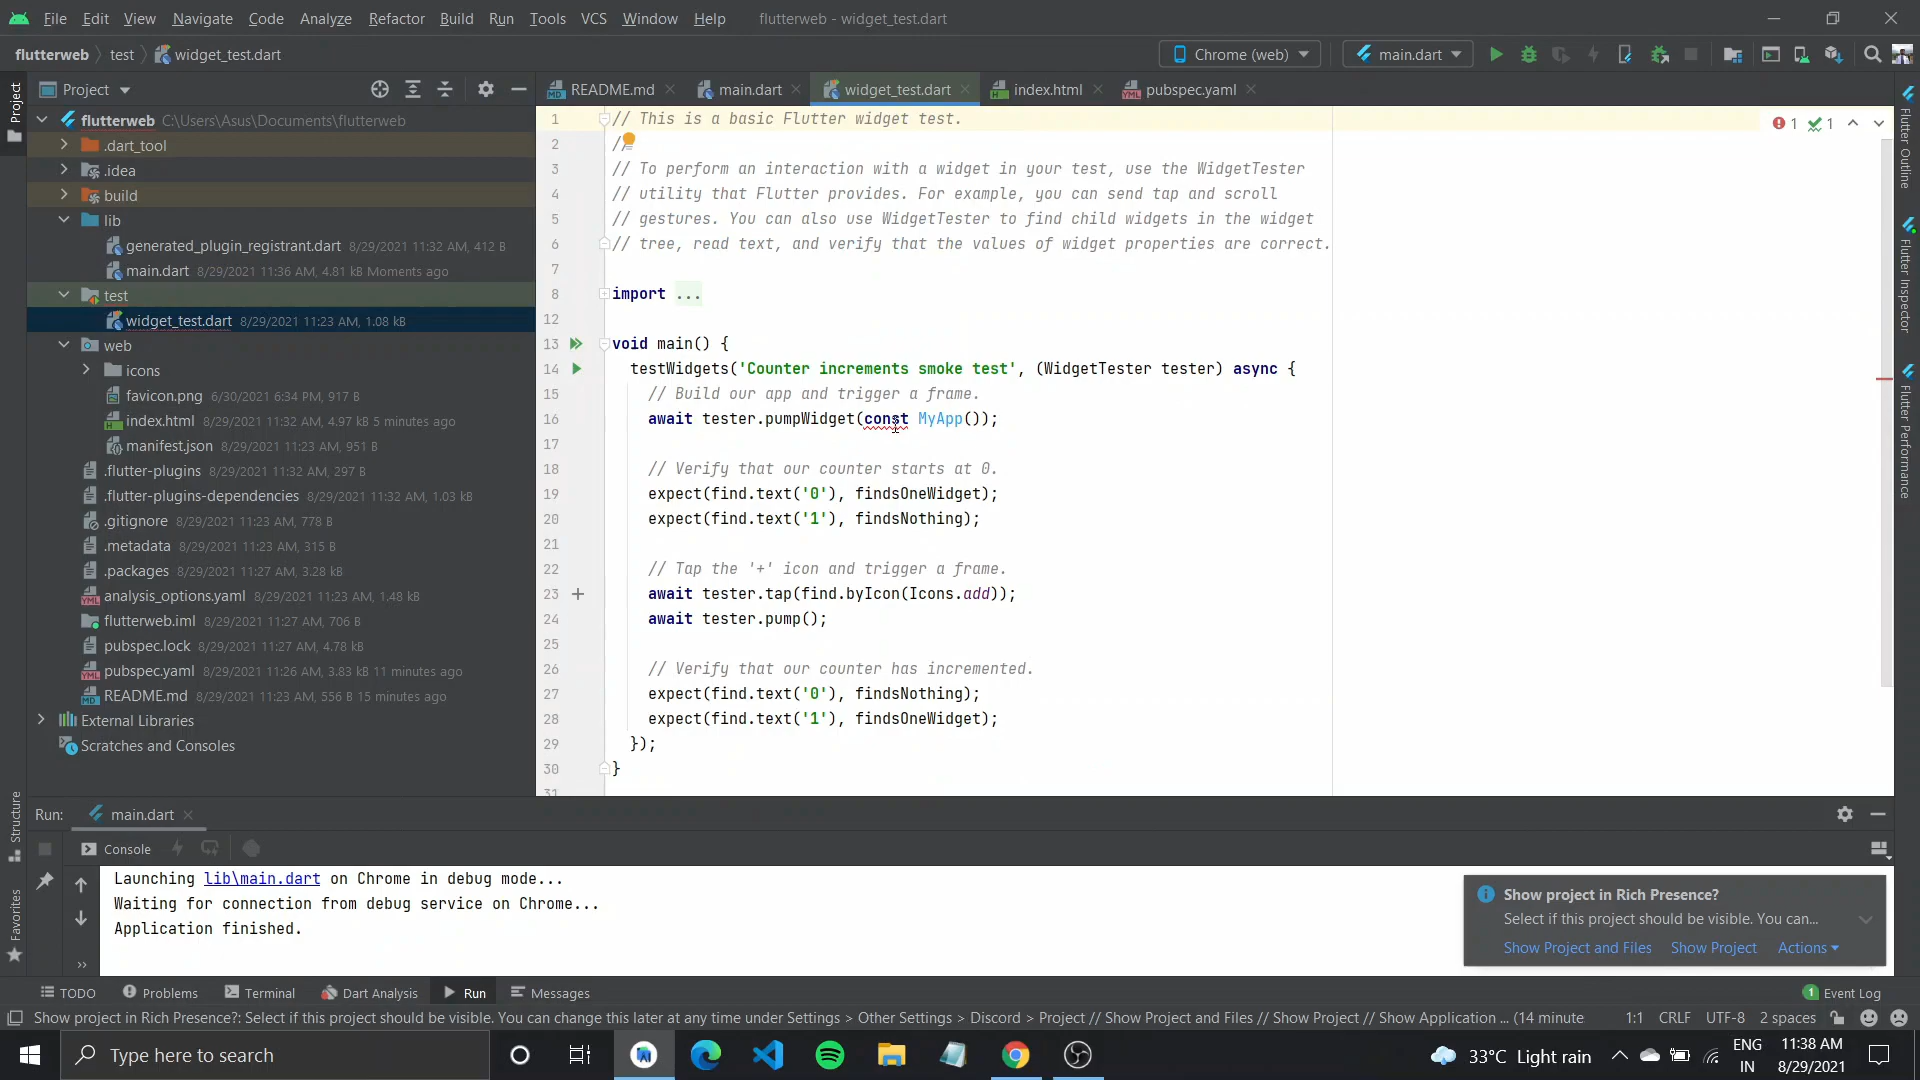 File Edit View Navigate Code Analyze Refactor Build Run Tools VCS Window Help flutterweb - widget_test.dart
flutterweb test widget_test.dart Chrome (web) main.dart
Project README.md main.dart widget_test.dart index.html pubspec.yaml
Project
Structure
Favorites
flutterweb C:\Users\Asus\Documents\flutterweb
.dart_tool
.idea
build
lib
generated_plugin_registrant.dart 8/29/2021 11:32 AM, 412 B
main.dart 8/29/2021 11:36 AM, 4.81 kB Moments ago
test
widget_test.dart 8/29/2021 11:23 AM, 1.08 kB
web
icons
favicon.png 6/30/2021 6:34 PM, 917 B
index.html 8/29/2021 11:32 AM, 4.97 kB 5 minutes ago
manifest.json 8/29/2021 11:23 AM, 951 B
.flutter-plugins 8/29/2021 11:32 AM, 297 B
.flutter-plugins-dependencies 8/29/2021 11:32 AM, 1.03 kB
.gitignore 8/29/2021 11:23 AM, 778 B
.metadata 8/29/2021 11:23 AM, 315 B
.packages 8/29/2021 11:27 AM, 3.28 kB
analysis_options.yaml 8/29/2021 11:23 AM, 1.48 kB
flutterweb.iml 8/29/2021 11:27 AM, 706 B
pubspec.lock 8/29/2021 11:27 AM, 4.78 kB
pubspec.yaml 8/29/2021 11:26 AM, 3.83 kB 11 minutes ago
README.md 8/29/2021 11:23 AM, 556 B 15 minutes ago
External Libraries
Scratches and Consoles
1 // This is a basic Flutter widget test.
2 //
3 // To perform an interaction with a widget in your test, use the WidgetTester
4 // utility that Flutter provides. For example, you can send tap and scroll
5 // gestures. You can also use WidgetTester to find child widgets in the widget
6 // tree, read text, and verify that the values of widget properties are correct.
7
8 import ...
12
13 void main() {
14 testWidgets('Counter increments smoke test', (WidgetTester tester) async {
15 // Build our app and trigger a frame.
16 await tester.pumpWidget(const MyApp());
17
18 // Verify that our counter starts at 0.
19 expect(find.text('0'), findsOneWidget);
20 expect(find.text('1'), findsNothing);
21
22 // Tap the '+' icon and trigger a frame.
23 await tester.tap(find.byIcon(Icons.add));
24 await tester.pump();
25
26 // Verify that our counter has incremented.
27 expect(find.text('0'), findsNothing);
28 expect(find.text('1'), findsOneWidget);
29 });
30 }
31
1 1
Flutter Outline
Flutter Inspector
Flutter Performance
Run: main.dart
Console
Launching lib\main.dart on Chrome in debug mode...
Waiting for connection from debug service on Chrome...
Application finished.
Show project in Rich Presence?
Select if this project should be visible. You can...
Show Project and Files Show Project Actions
TODO Problems Terminal Dart Analysis Run Messages 1 Event Log
Show project in Rich Presence?: Select if this project should be visible. You can change this later at any time under Settings > Other Settings > Discord > Project // Show Project and Files // Show Project // Show Application ... (14 minute 1:1 CRLF UTF-8 2 spaces
Type here to search 33°C Light rain ENG IN 11:38 AM 8/29/2021